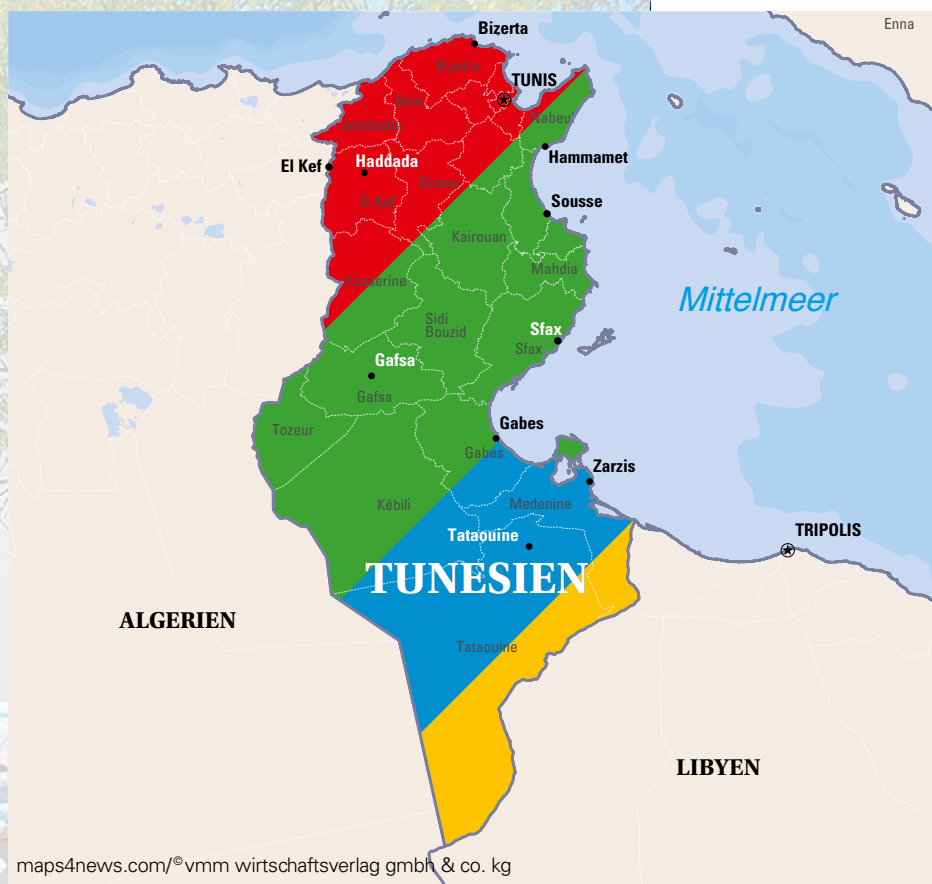 Enna
Bizerta
Bizerte
TUNIS
Béja
Jendouba
Nabeul
Hammamet
El Kef
Haddada
Siliana
El Kef
Sousse
Kairouan
Mahdia
Kasserine
Mittelmeer
Sidi
Bouzid
Sfax
Sfax
Gafsa
Gafsa
Tozeur
Gabes
Gabès
Zarzis
Kébili
Medenine
Tataouine
TRIPOLIS
TUNESIEN
ALGERIEN
Tataouine
LIBYEN
maps4news.com/©vmm wirtschaftsverlag gmbh & co. kg